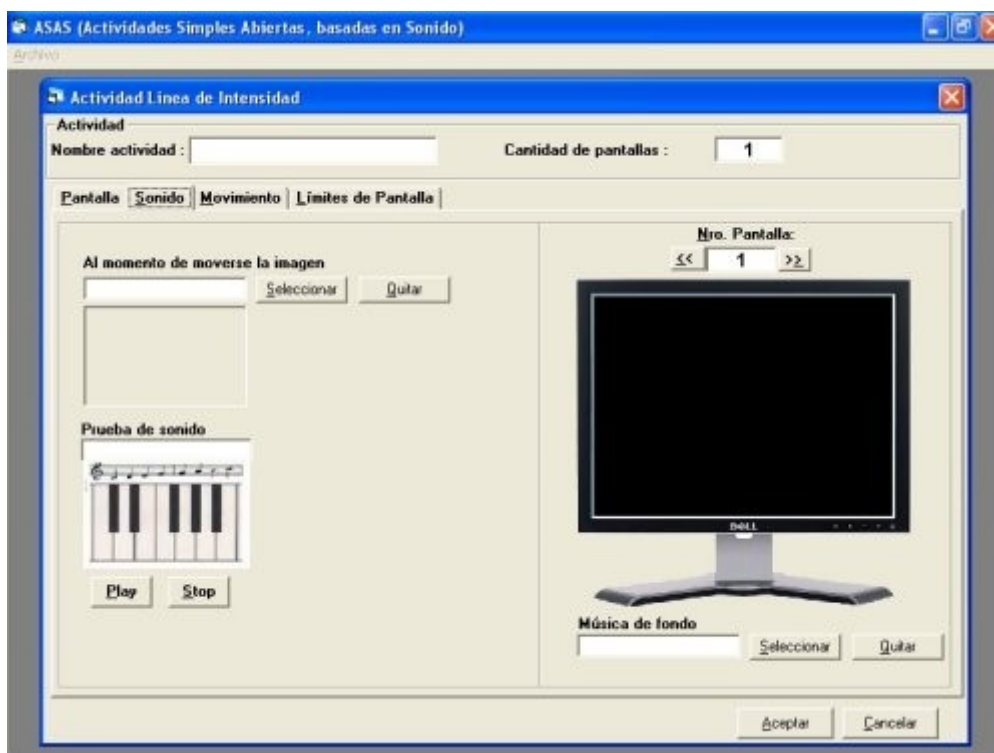 ASAS (Actividades Simples Abiertas, basadas en Sonido)
Archivo
Actividad Linea de Intensidad
Actividad
Nombre actividad :
Cantidad de pantallas : 1
Pantalla Sonido Movimiento Límites de Pantalla
Nro. Pantalla:
<< 1 >>
Al momento de moverse la imagen
Seleccionar Quitar
Prueba de sonido
Play Stop
DELL
Música de fondo
Seleccionar Quitar
Aceptar Cancelar